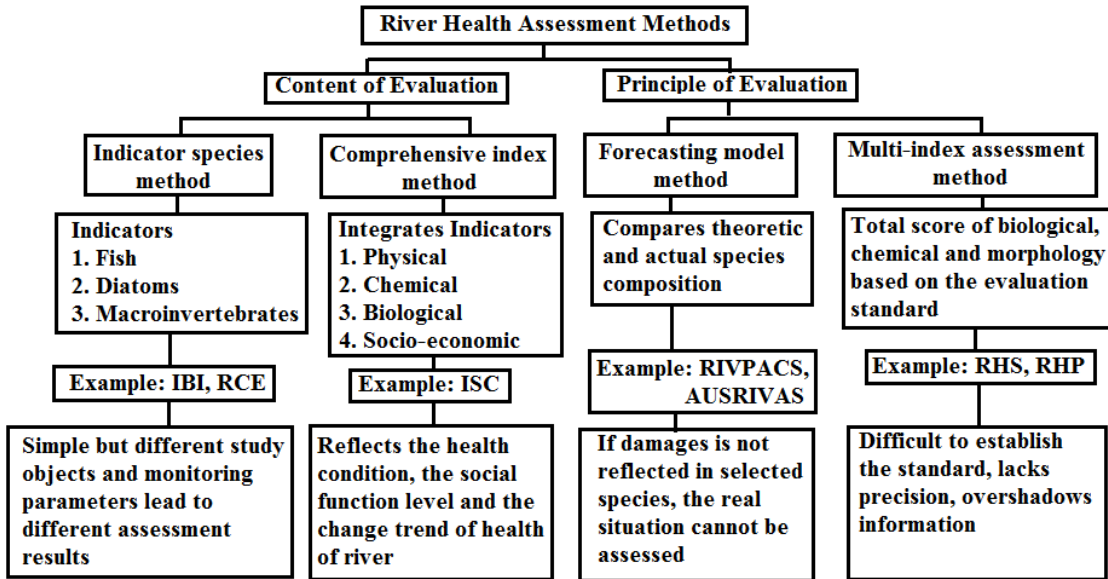 River Health Assessment Methods
Content of Evaluation
Principle of Evaluation
Indicator species
method
Comprehensive index
method
Forecasting model
method
Multi-index assessment
method
Indicators
1. Fish
2. Diatoms
3. Macroinvertebrates
Integrates Indicators
1. Physical
2. Chemical
3. Biological
4. Socio-economic
Compares theoretic
and actual species
composition
Total score of biological,
chemical and morphology
based on the evaluation
standard
Example: IBI, RCE
Example: ISC
Example: RIVPACS,
AUSRIVAS
Example: RHS, RHP
Simple but different study
objects and monitoring
parameters lead to
different assessment
results
Reflects the health
condition, the social
function level and the
change trend of health
of river
If damages is not
reflected in selected
species, the real
situation cannot be
assessed
Difficult to establish
the standard, lacks
precision, overshadows
information